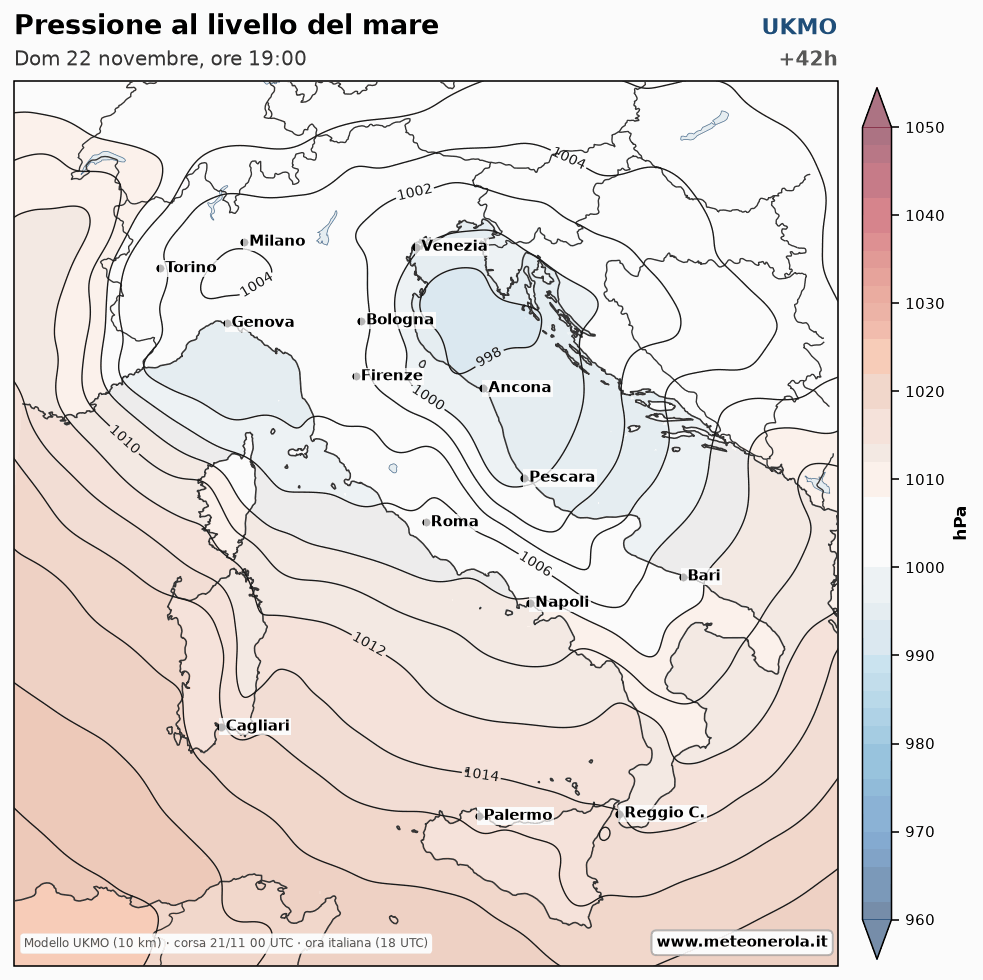 Pressione al livello del mare
UKMO
Dom 22 novembre, ore 19:00
+42h
1004
1002
Milano
Venezia
Torino
1004
Genova
Bologna
998
Firenze
Ancona
1000
1010
Pescara
Roma
1006
Bari
Napoli
1012
Cagliari
1014
Palermo
Reggio C.
Modello UKMO (10 km) · corsa 21/11 00 UTC · ora italiana (18 UTC)
www.meteonerola.it
1050
1040
1030
1020
1010
1000
990
980
970
960
hPa